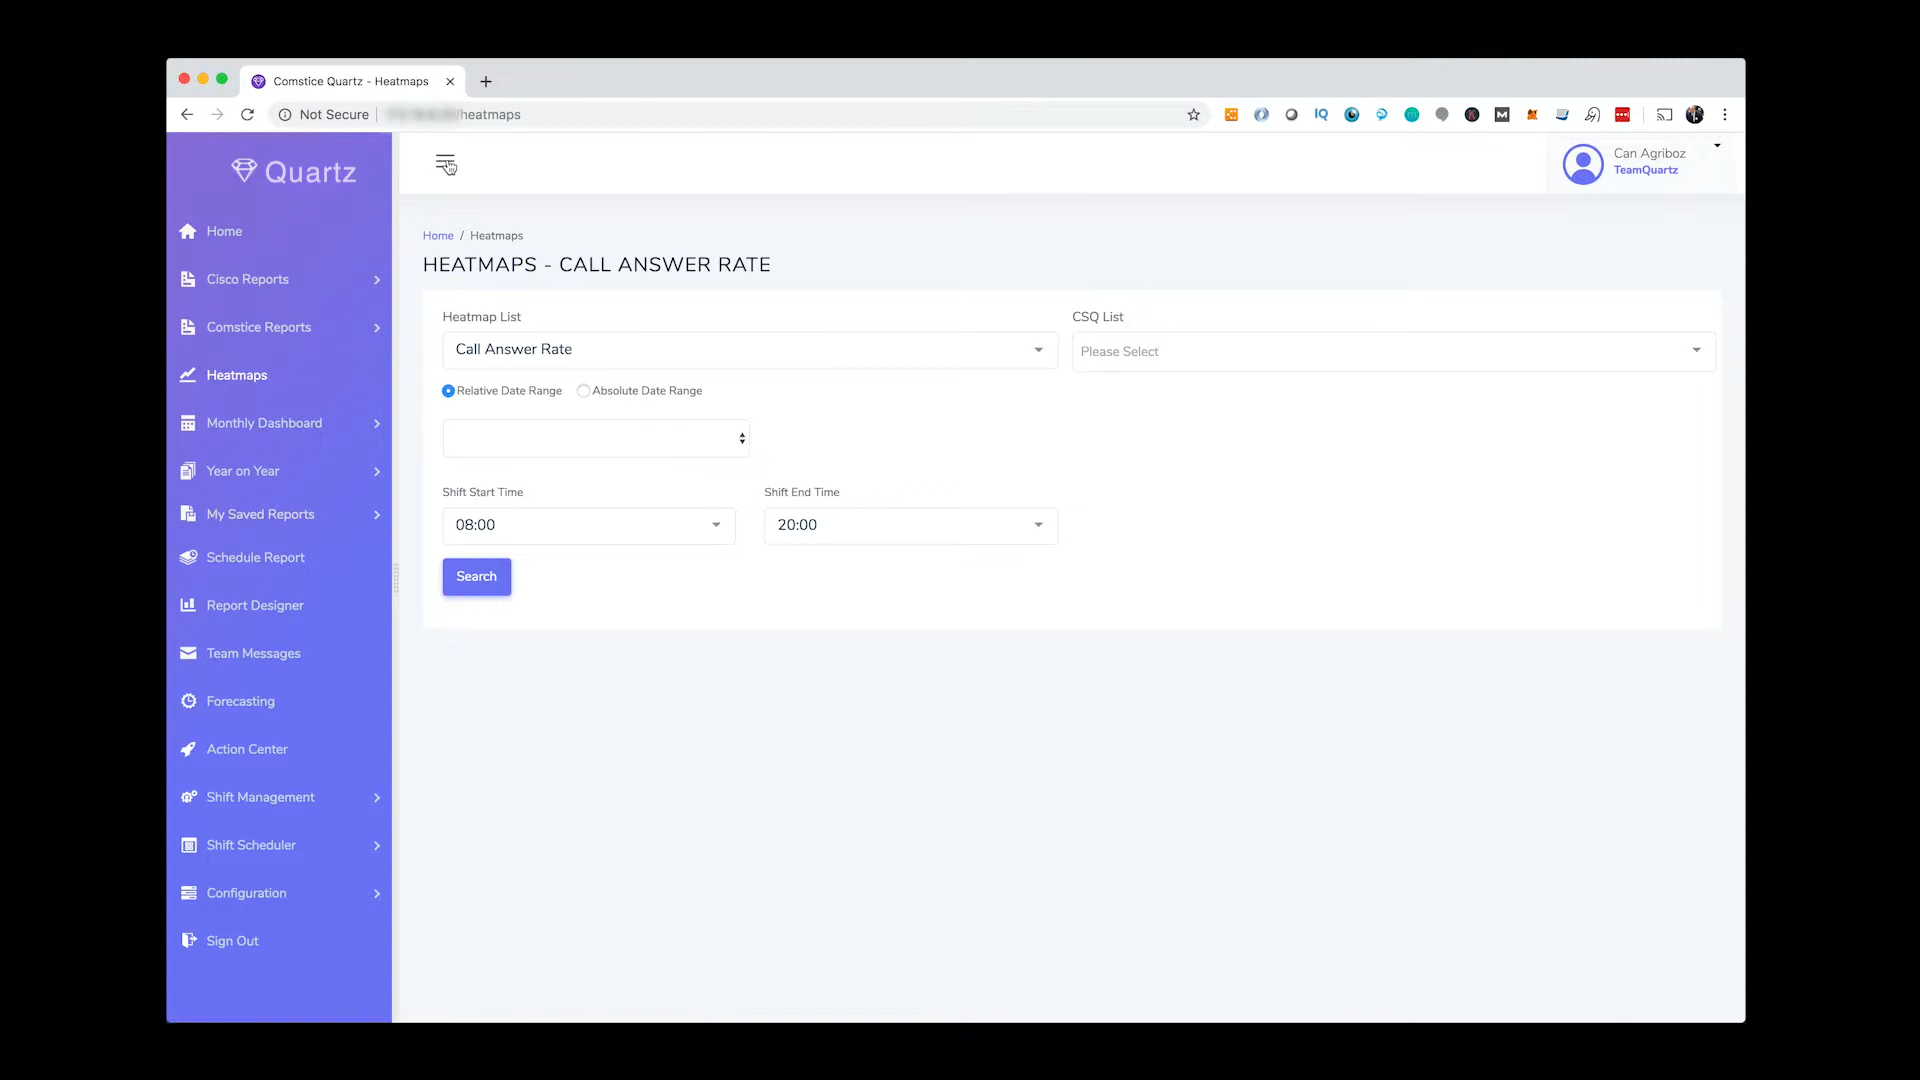 Comstice Quartz - Heatmaps
Not Secure
/heatmaps
IQ
Quartz
Can Agriboz
TeamQuartz
Home
Cisco Reports
Comstice Reports
Heatmaps
Monthly Dashboard
Year on Year
My Saved Reports
Schedule Report
Report Designer
Team Messages
Forecasting
Action Center
Shift Management
Shift Scheduler
Configuration
Sign Out
Home / Heatmaps
HEATMAPS - CALL ANSWER RATE
Heatmap List
CSQ List
Call Answer Rate
Please Select
Relative Date Range
Absolute Date Range
Shift Start Time
Shift End Time
08:00
20:00
Search